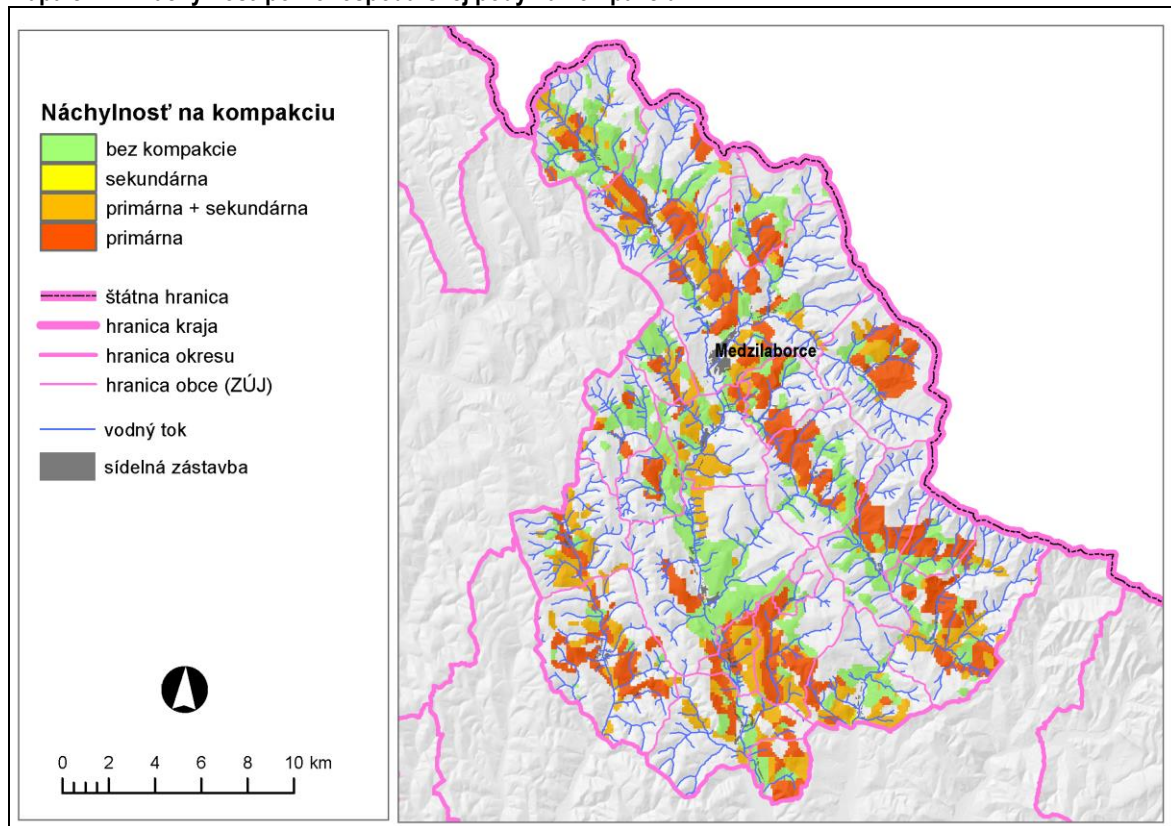 Náchylnosť na kompakciu
bez kompakcie
sekundárna
primárna + sekundárna
primárna
štátna hranica
hranica kraja
hranica okresu
hranica obce (ZÚJ)
vodný tok
sídelná zástavba
0 2 4 6 8 10 km
Medzilaborce